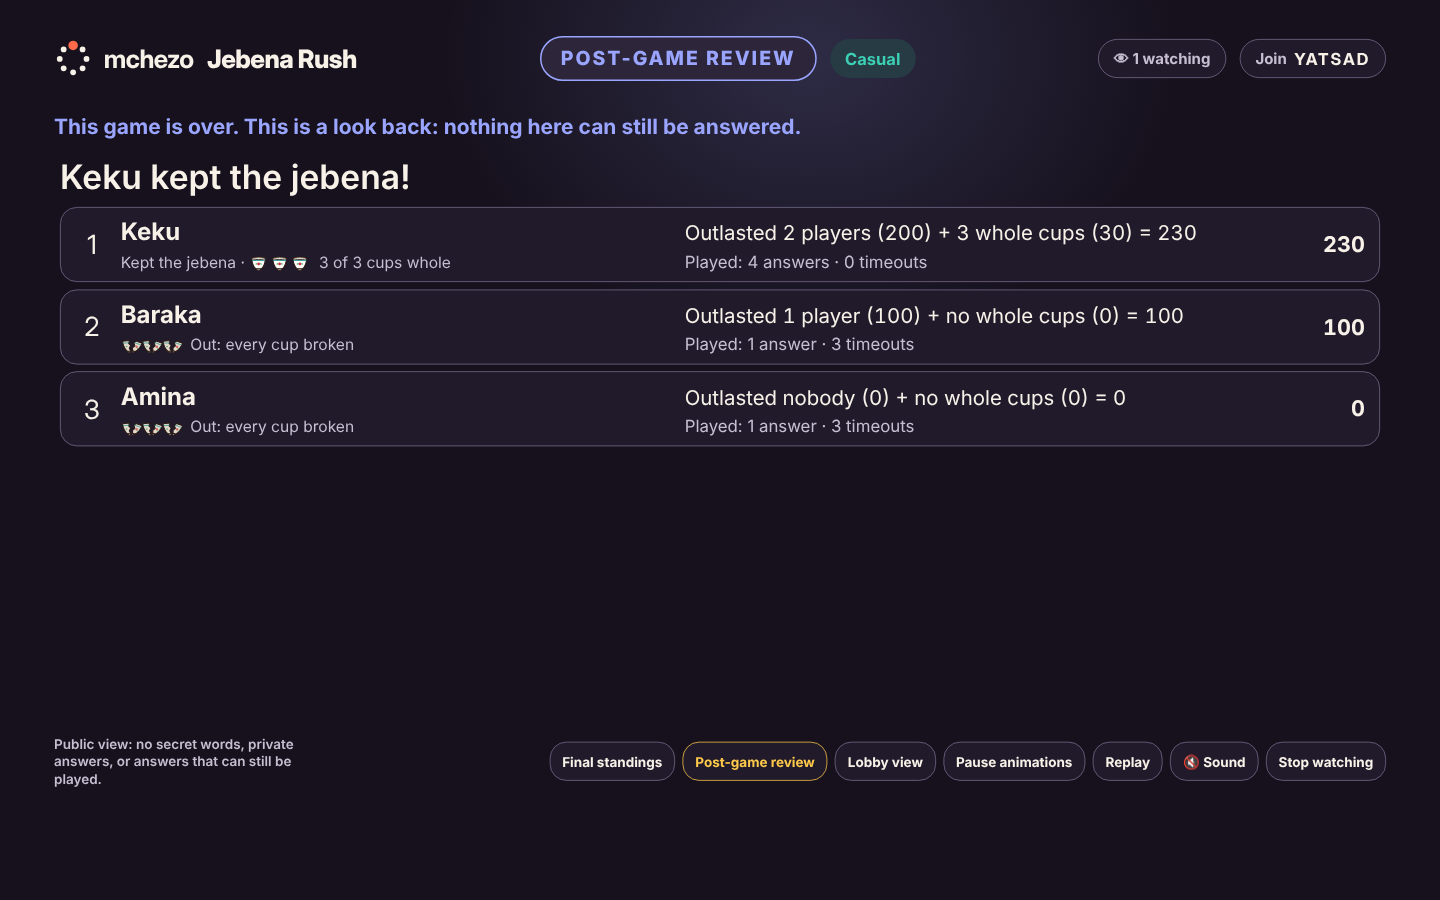 mchezo Jebena Rush
POST-GAME REVIEW
Casual
1 watching
Join YATSAD
This game is over. This is a look back: nothing here can still be answered.
Keku kept the jebena!
1
Keku
Kept the jebena · 3 of 3 cups whole
Outlasted 2 players (200) + 3 whole cups (30) = 230
Played: 4 answers · 0 timeouts
230
2
Baraka
Out: every cup broken
Outlasted 1 player (100) + no whole cups (0) = 100
Played: 1 answer · 3 timeouts
100
3
Amina
Out: every cup broken
Outlasted nobody (0) + no whole cups (0) = 0
Played: 1 answer · 3 timeouts
0
Public view: no secret words, private
answers, or answers that can still be
played.
Final standings
Post-game review
Lobby view
Pause animations
Replay
Sound
Stop watching